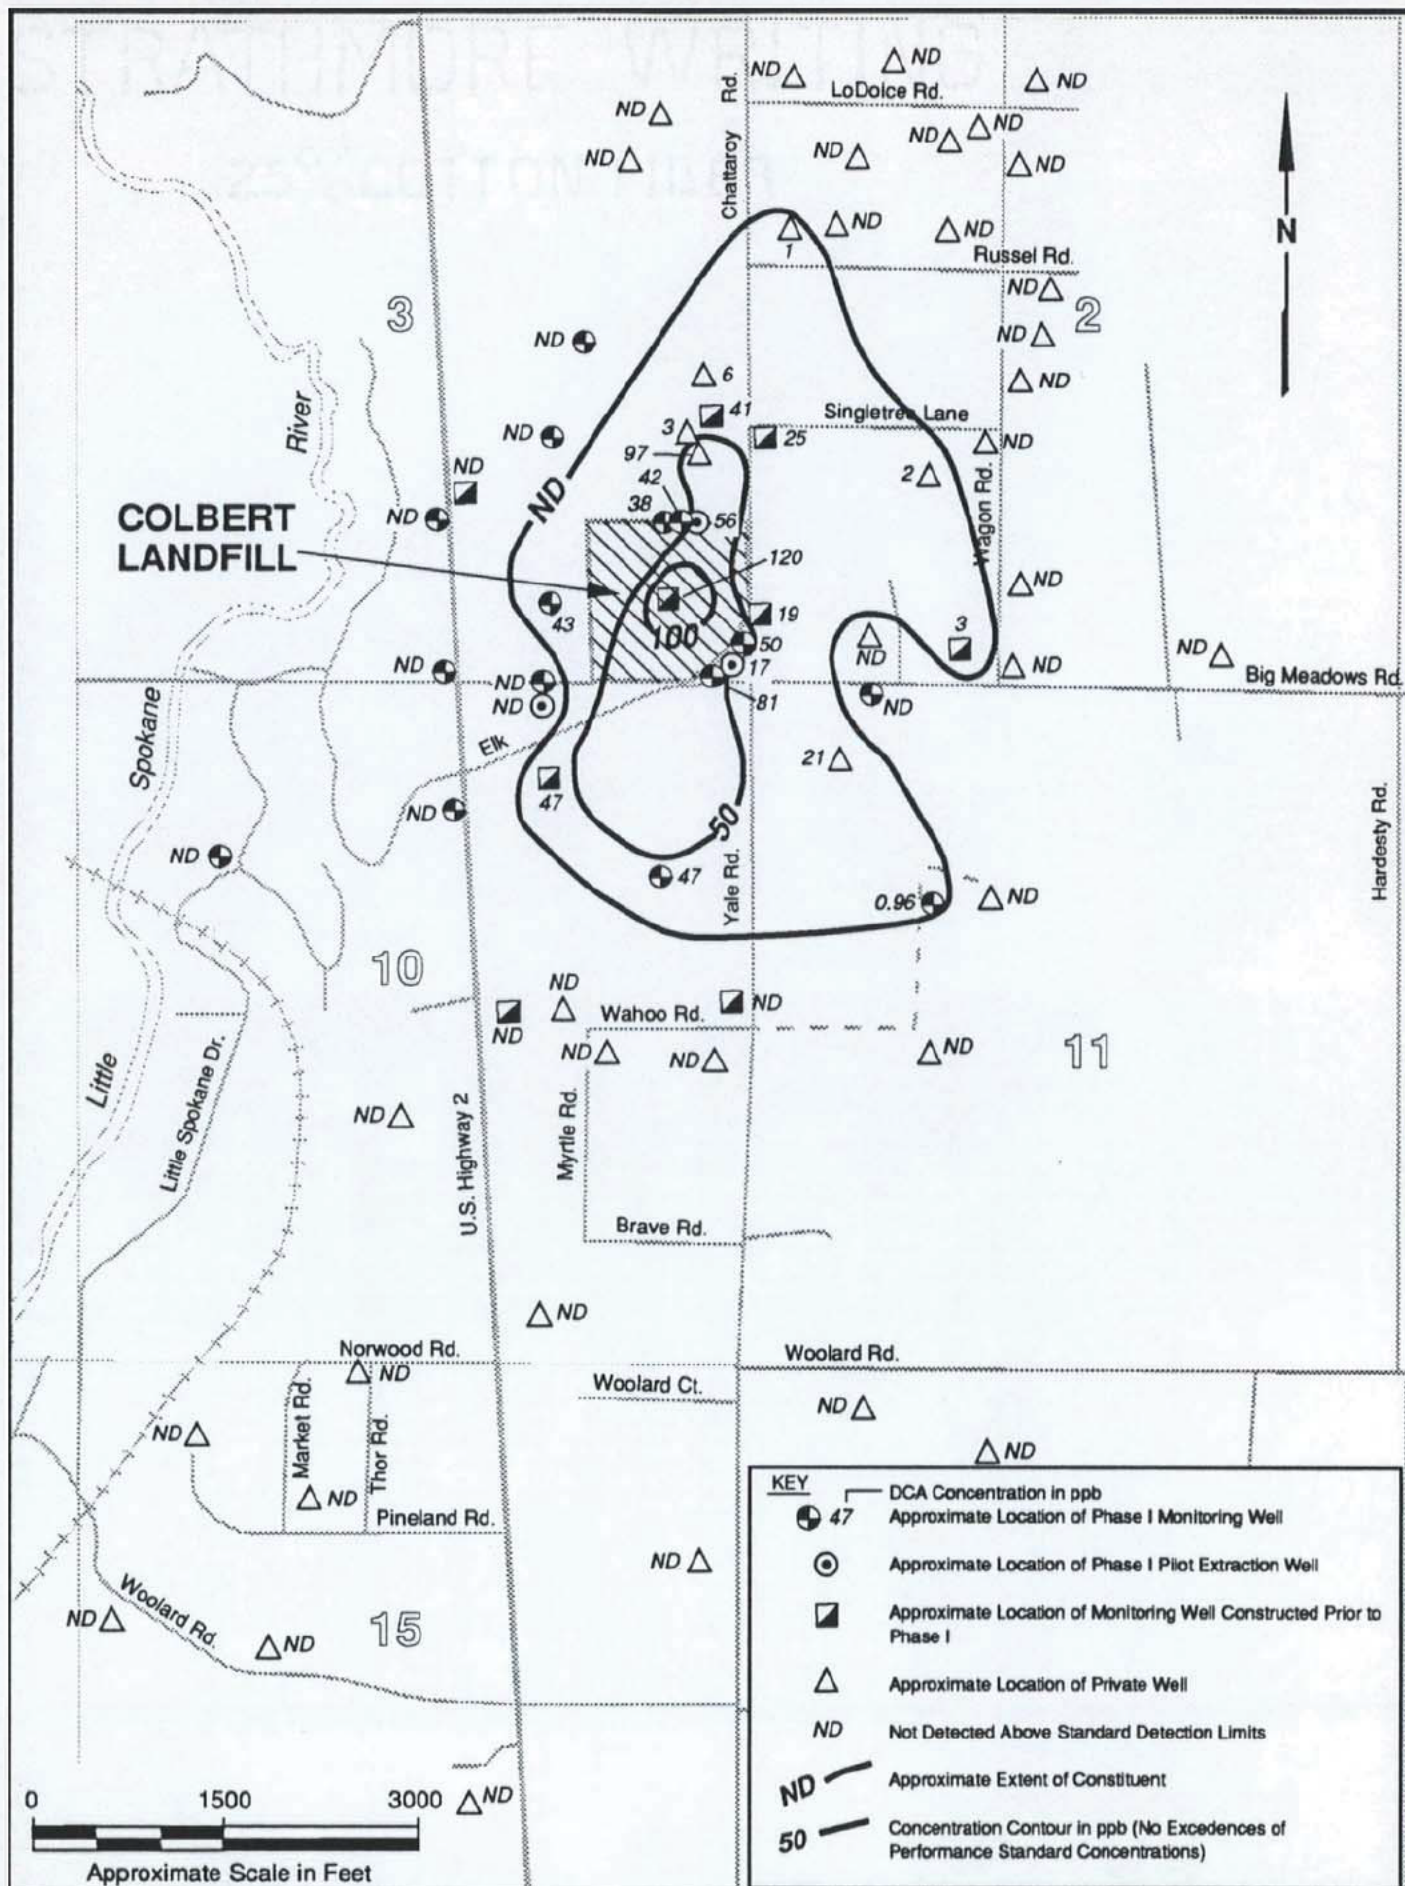 ND
ND
LoDolce Rd.
ND
ND
ND
ND
ND
ND
ND
Chattaroy Rd.
ND
1
ND
ND
Russel Rd.
N
3
ND
2
ND
ND
River
ND
6
41
Singletree Lane
ND
3
25
ND
ND
97
2
ND
42
ND
38
56
Wagon Rd.
COLBERT
LANDFILL
120
ND
43
19
3
100
50
ND
ND
17
ND
ND
Big Meadows Rd.
ND
81
ND
ND
Spokane
Elk
21
47
ND
50
Hardesty Rd.
ND
47
Yale Rd.
0.96
ND
10
ND
ND
Wahoo Rd.
ND
ND
ND
ND
11
Little
Little Spokane Dr.
ND
U.S. Highway 2
Myrtle Rd.
Brave Rd.
ND
Norwood Rd.
Woolard Rd.
ND
Woolard Ct.
ND
ND
Market Rd.
Thor Rd.
ND
ND
Pineland Rd.
ND
Woolard Rd.
ND
ND
15
ND
KEY
DCA Concentration in ppb
47 Approximate Location of Phase I Monitoring Well
Approximate Location of Phase I Pilot Extraction Well
Approximate Location of Monitoring Well Constructed Prior to
Phase I
Approximate Location of Private Well
ND Not Detected Above Standard Detection Limits
ND Approximate Extent of Constituent
50 Concentration Contour in ppb (No Excedences of
Performance Standard Concentrations)
0 1500 3000
Approximate Scale in Feet